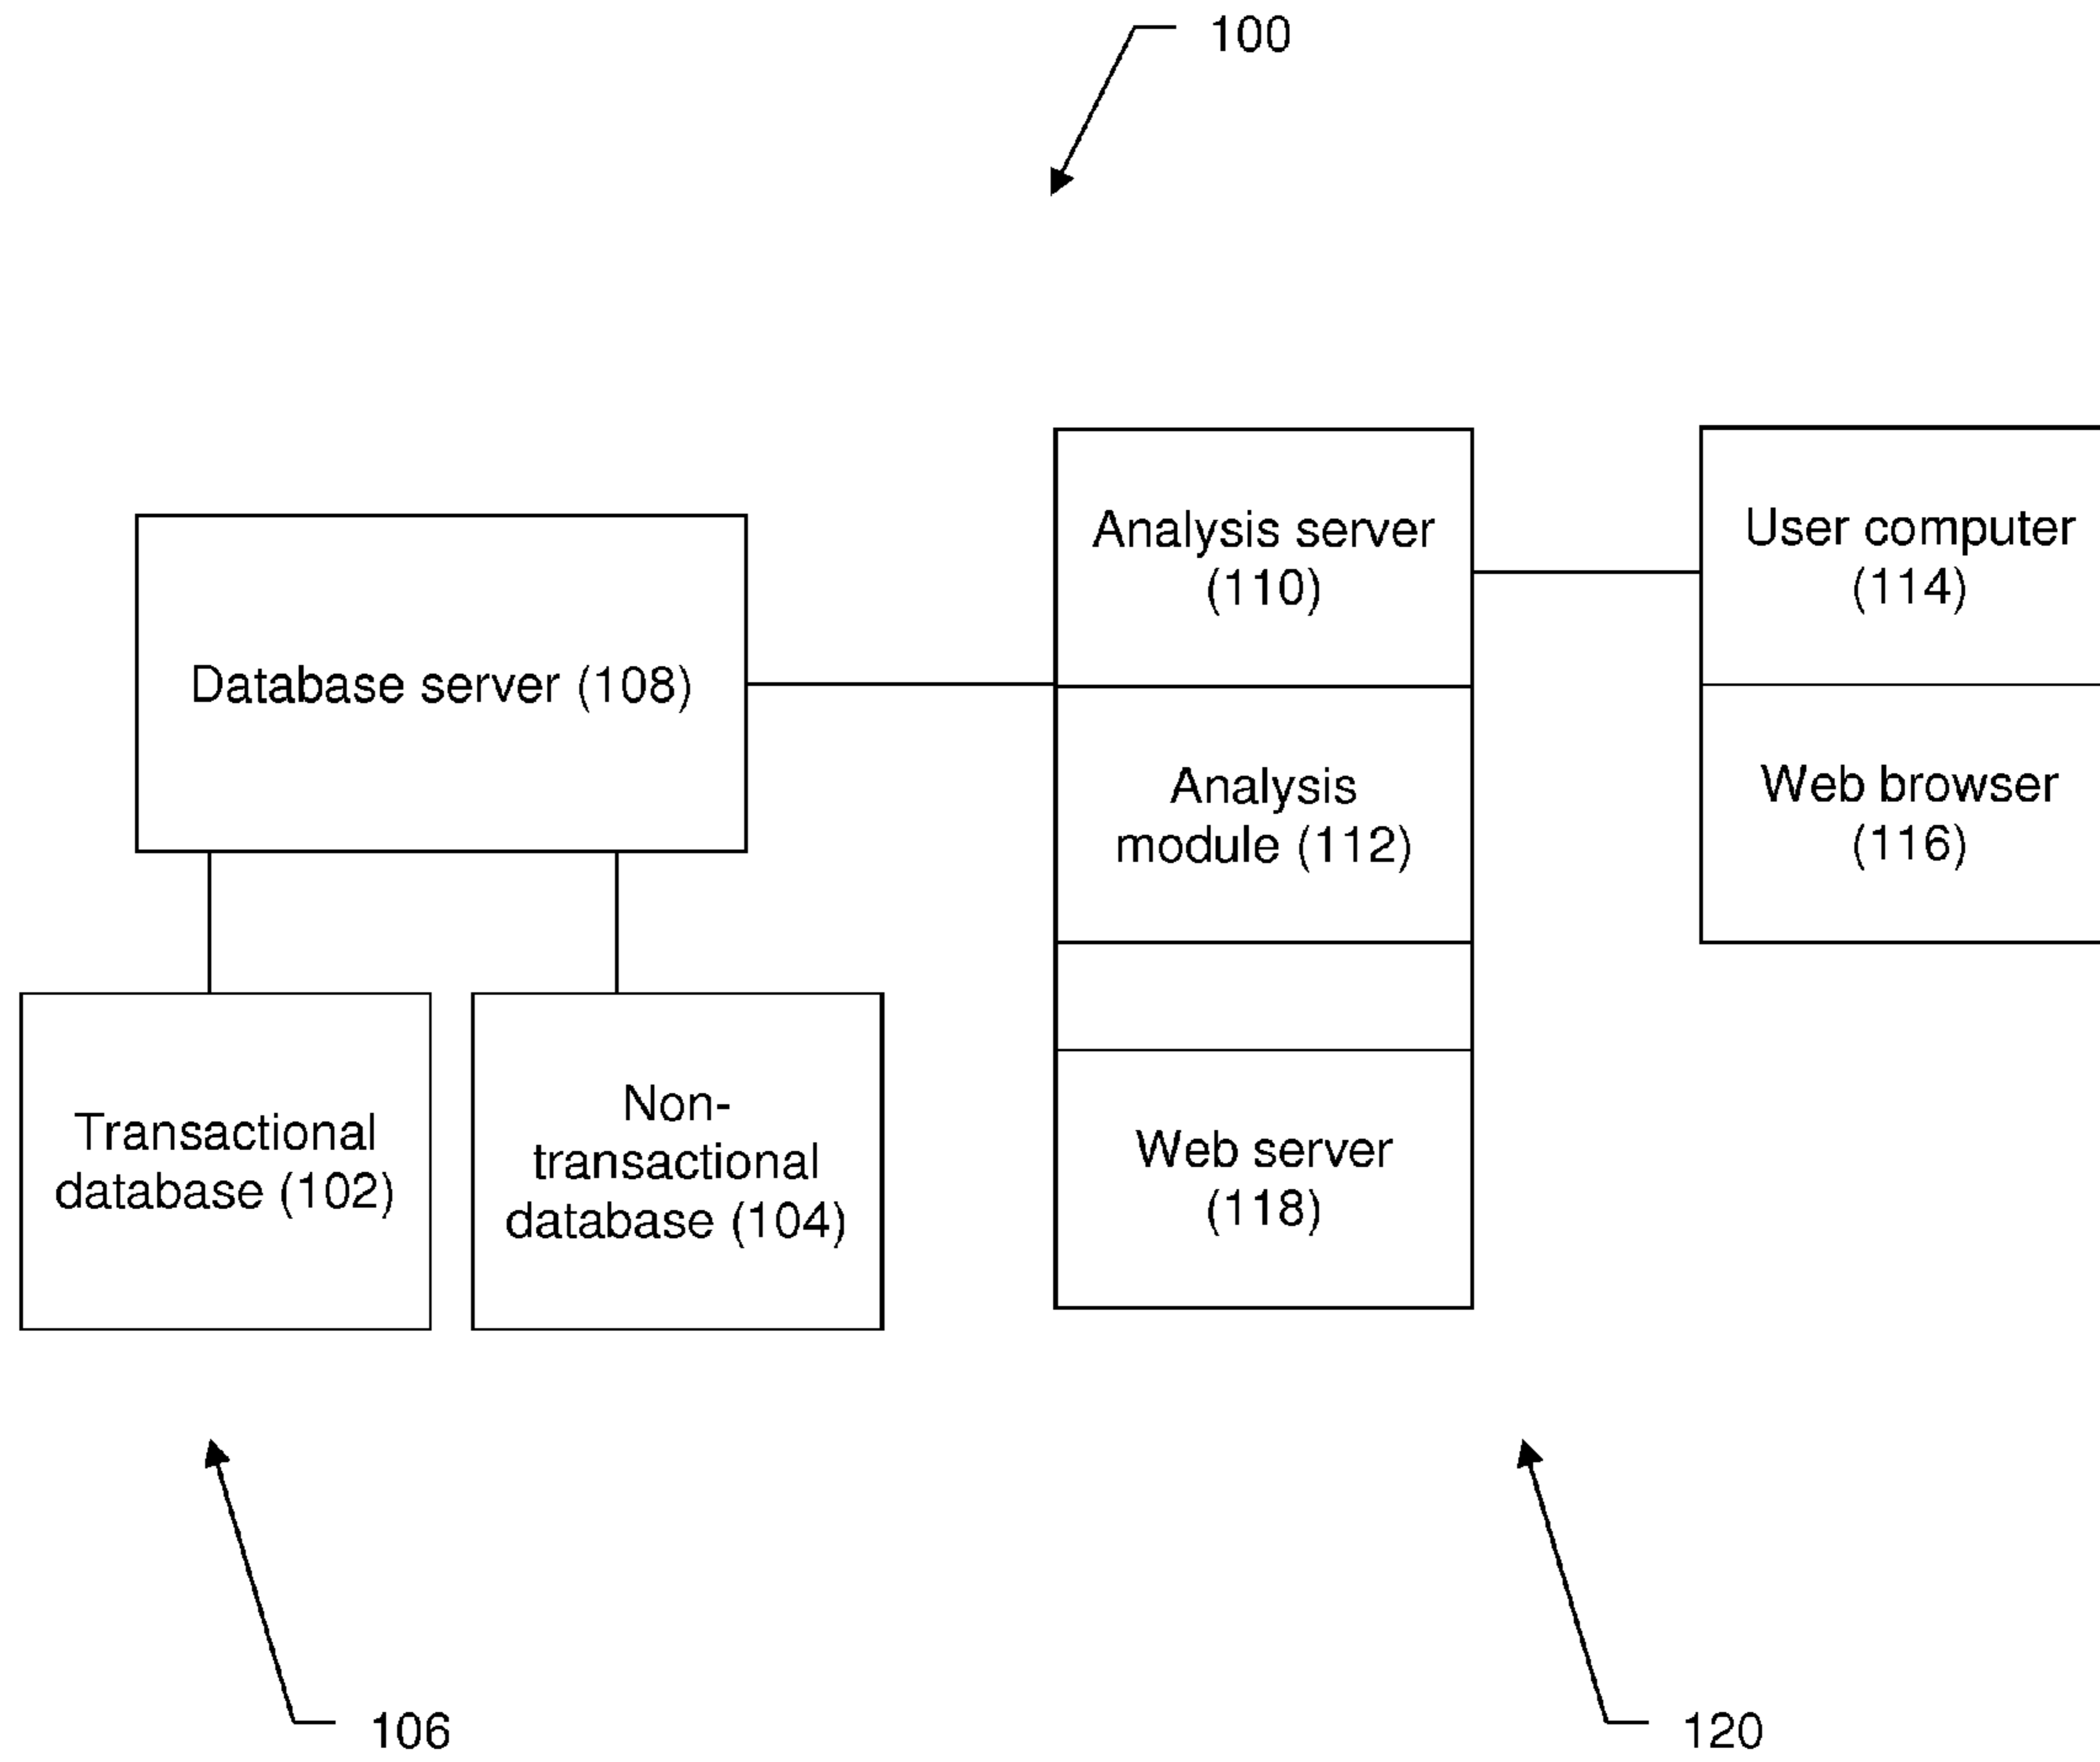 100
Analysis server
(110)
User computer
(114)
Database server (108)
Analysis
module (112)
Web browser
(116)
Transactional
database (102)
Non-
transactional
database (104)
Web server
(118)
106
120